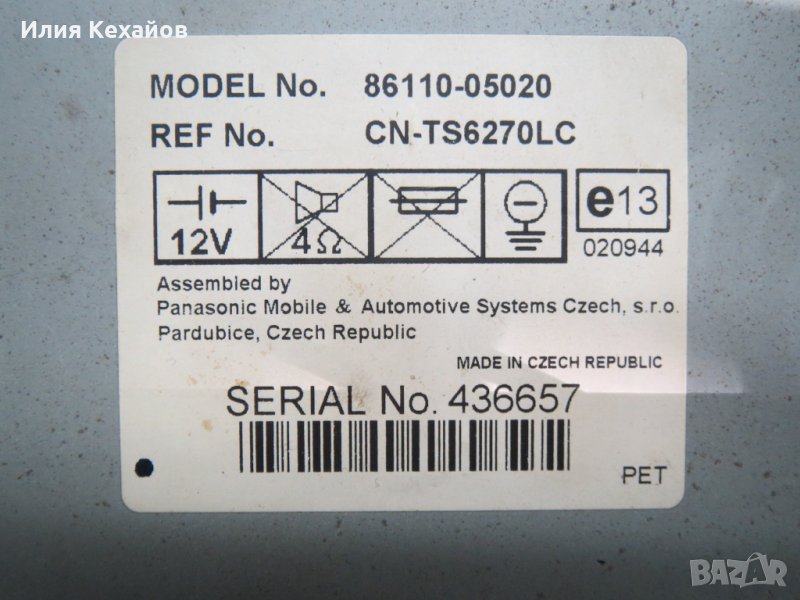 Илия Кехайов
MODEL No. 86110-05020
REF No. CN-TS6270LC
12V 4Ω e13
020944
Assembled by
Panasonic Mobile & Automotive Systems Czech, s.r.o.
Pardubice, Czech Republic
MADE IN CZECH REPUBLIC
SERIAL No. 436657
PET
BAZAR